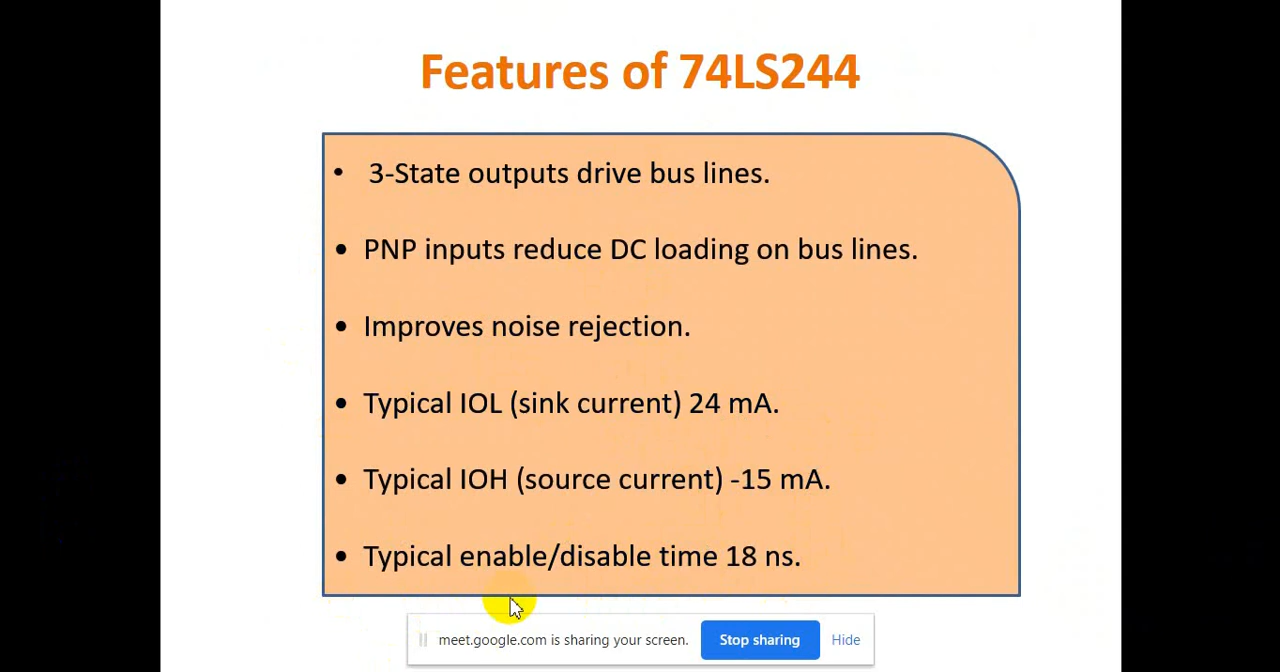 Features of 74LS244
• 3-State outputs drive bus lines.
• PNP inputs reduce DC loading on bus lines.
• Improves noise rejection.
• Typical IOL (sink current) 24 mA.
• Typical IOH (source current) -15 mA.
• Typical enable/disable time 18 ns.
meet.google.com is sharing your screen. Stop sharing Hide